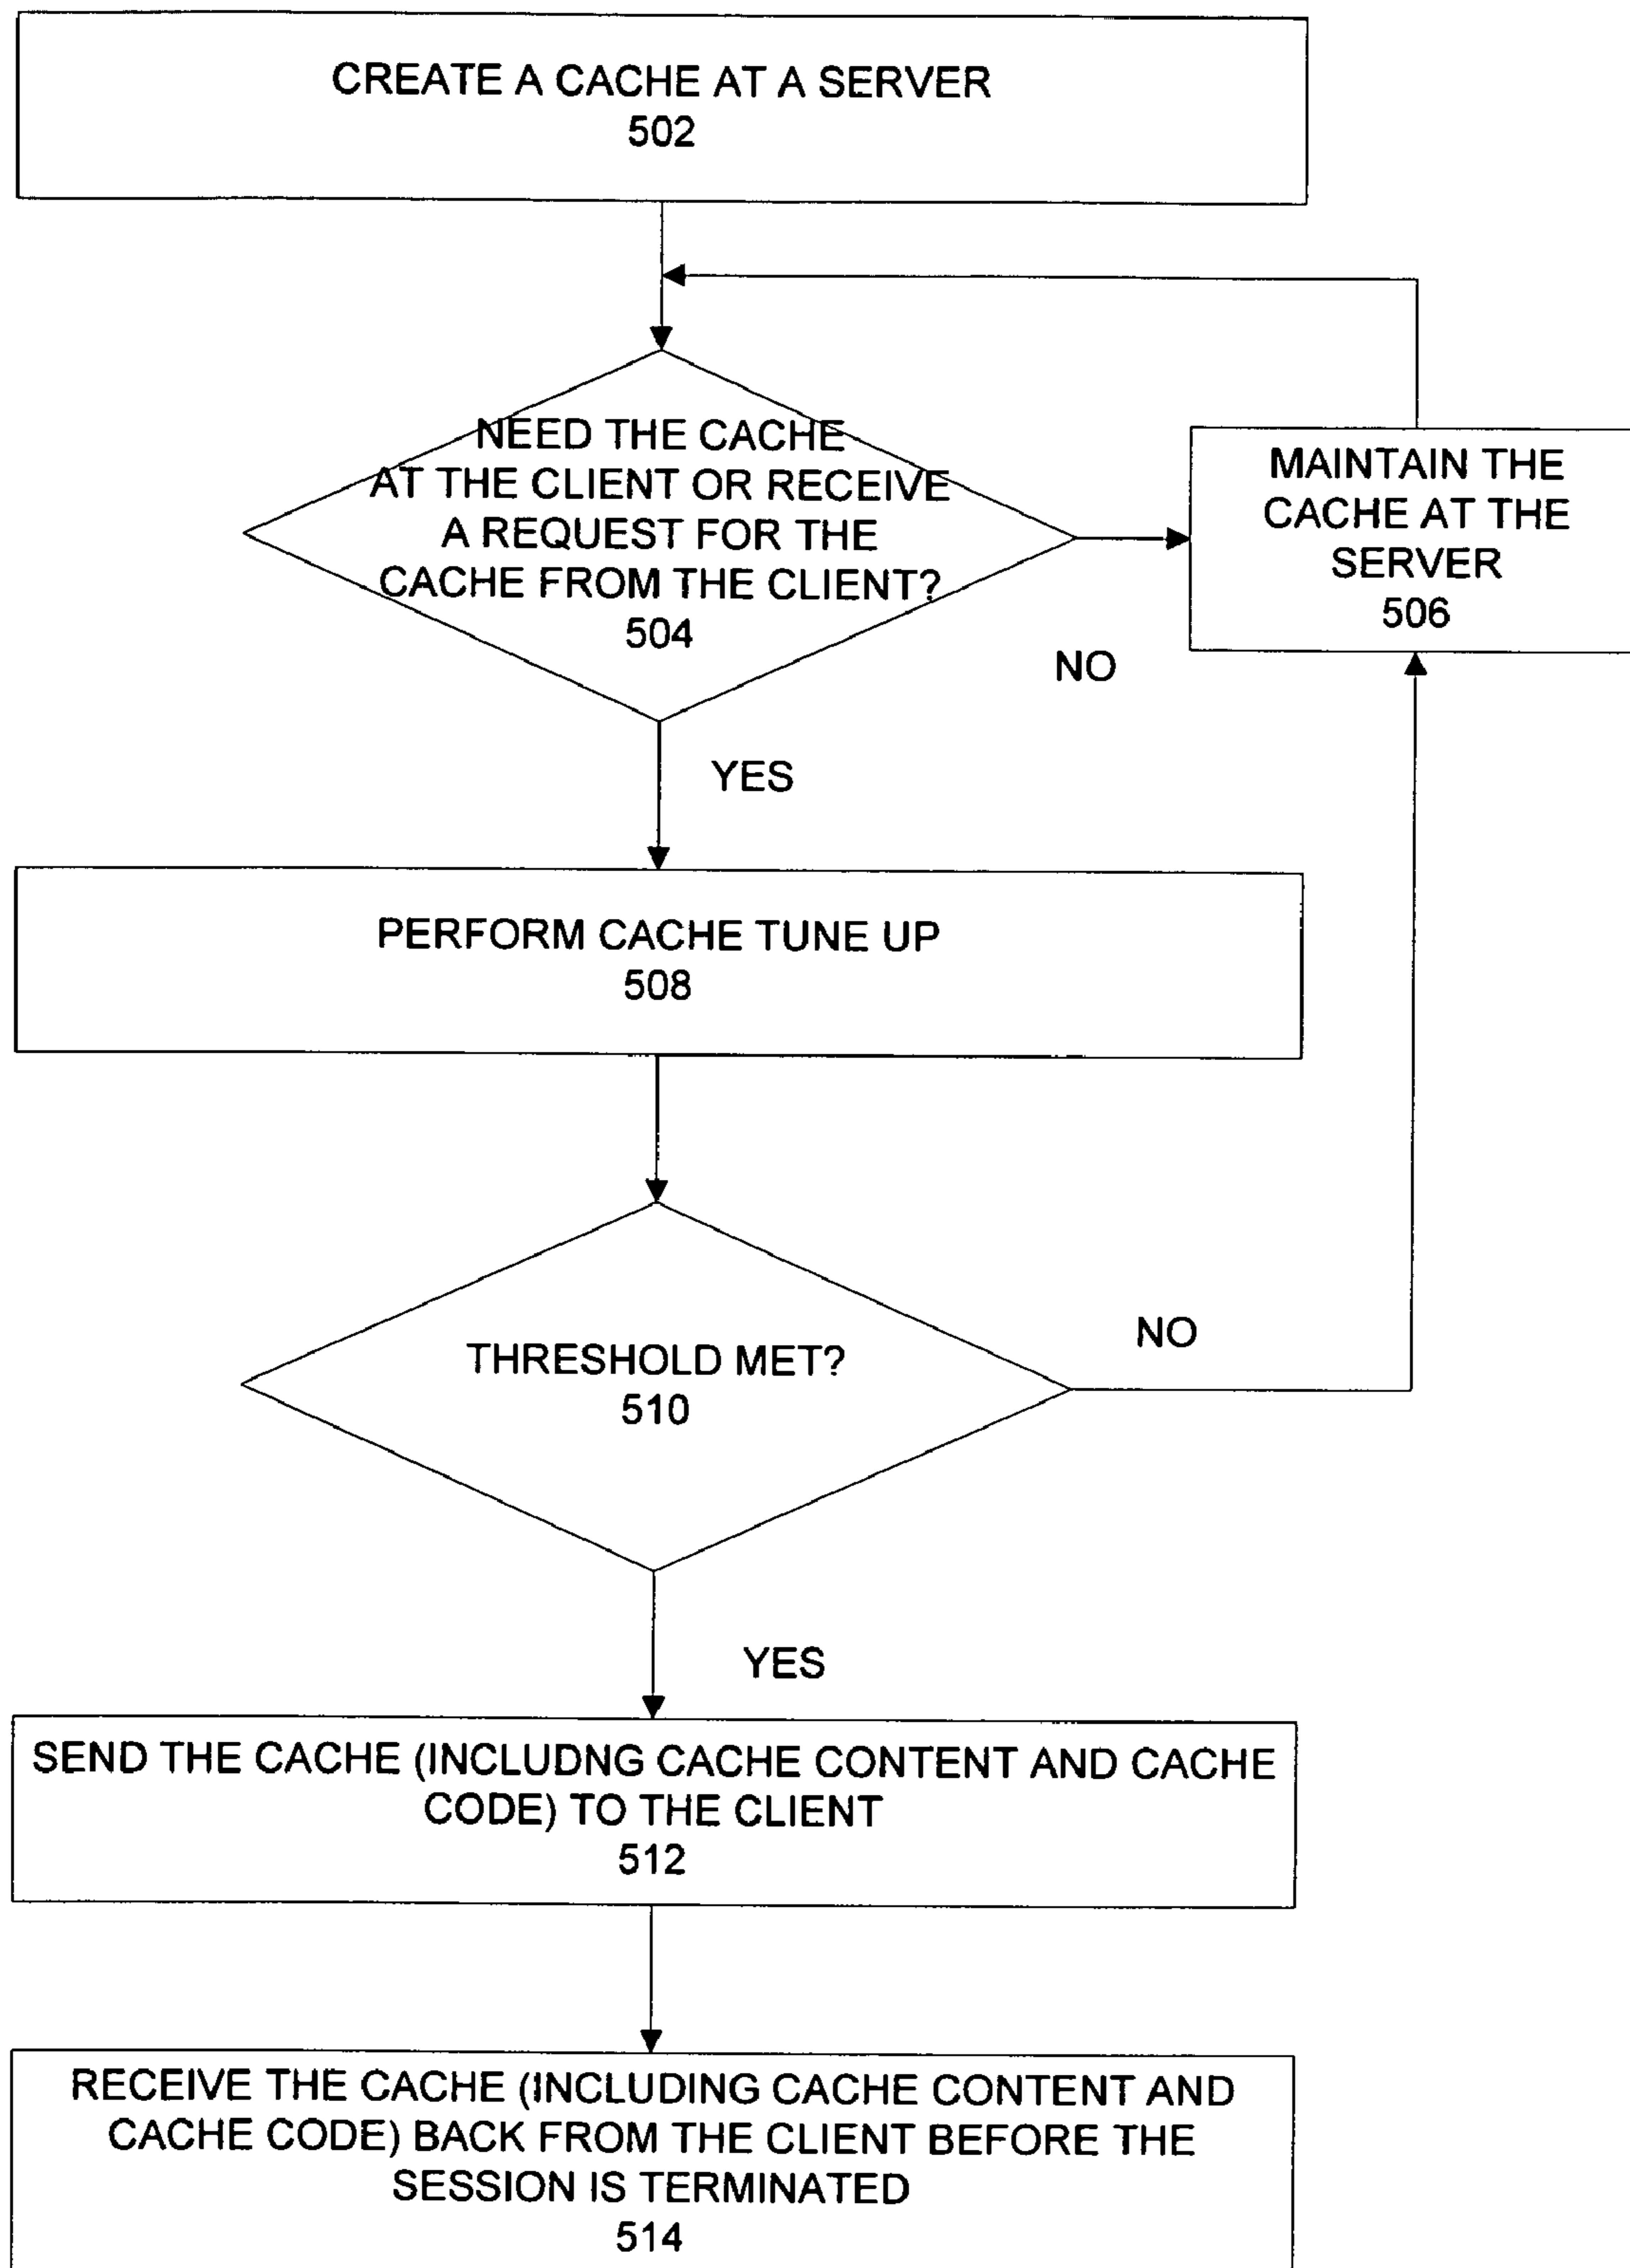 CREATE A CACHE AT A SERVER
502
NEED THE CACHE
AT THE CLIENT OR RECEIVE
A REQUEST FOR THE
CACHE FROM THE CLIENT?
504
NO
MAINTAIN THE
CACHE AT THE
SERVER
506
YES
PERFORM CACHE TUNE UP
508
THRESHOLD MET?
510
NO
YES
SEND THE CACHE (INCLUDNG CACHE CONTENT AND CACHE
CODE) TO THE CLIENT
512
RECEIVE THE CACHE (INCLUDING CACHE CONTENT AND
CACHE CODE) BACK FROM THE CLIENT BEFORE THE
SESSION IS TERMINATED
514